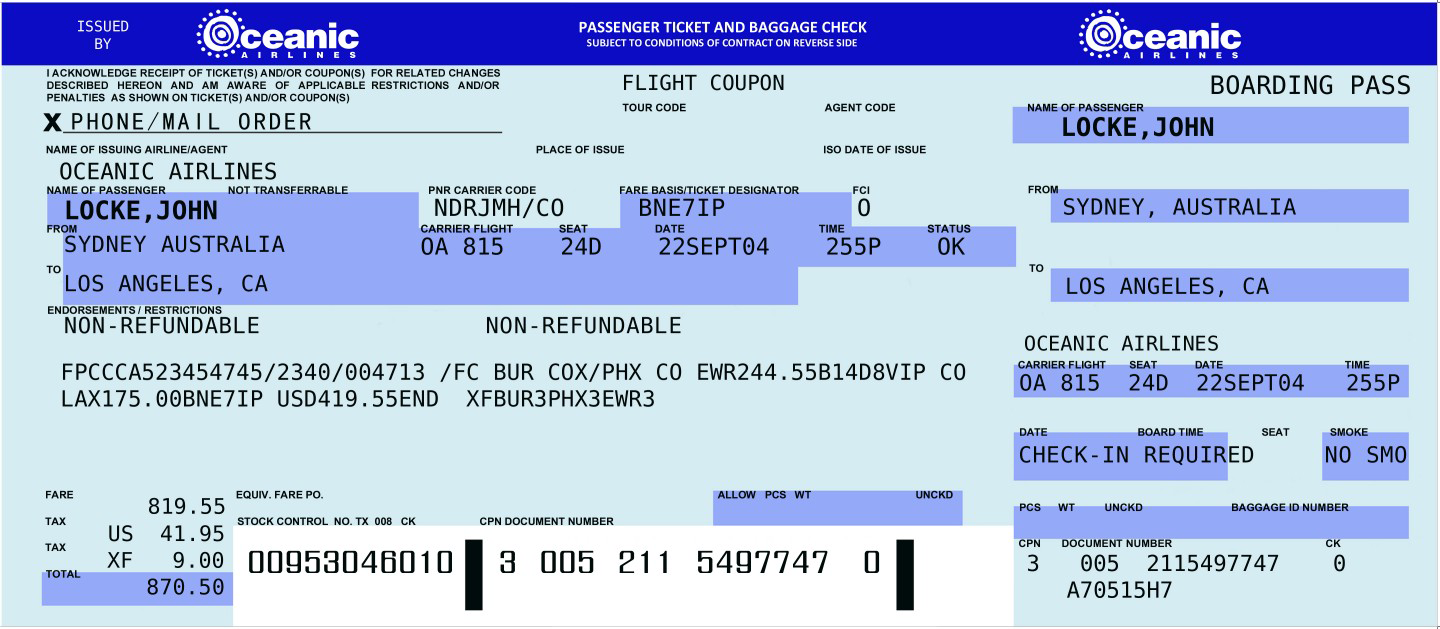 ISSUED BY
Oceanic AIRLINES
PASSENGER TICKET AND BAGGAGE CHECK
SUBJECT TO CONDITIONS OF CONTRACT ON REVERSE SIDE
Oceanic AIRLINES
I ACKNOWLEDGE RECEIPT OF TICKET(S) AND/OR COUPON(S) FOR RELATED CHANGES
DESCRIBED HEREON AND AM AWARE OF APPLICABLE RESTRICTIONS AND/OR
PENALTIES AS SHOWN ON TICKET(S) AND/OR COUPON(S)
X PHONE/MAIL ORDER
FLIGHT COUPON
TOUR CODE AGENT CODE
NAME OF ISSUING AIRLINE/AGENT PLACE OF ISSUE ISO DATE OF ISSUE
OCEANIC AIRLINES
NAME OF PASSENGER NOT TRANSFERRABLE PNR CARRIER CODE FARE BASIS/TICKET DESIGNATOR FCI
LOCKE,JOHN NDRJMH/CO BNE7IP O
FROM CARRIER FLIGHT SEAT DATE TIME STATUS
SYDNEY AUSTRALIA OA 815 24D 22SEPT04 255P OK
TO
LOS ANGELES, CA
ENDORSEMENTS / RESTRICTIONS
NON-REFUNDABLE NON-REFUNDABLE
FPCCCA523454745/2340/004713 /FC BUR COX/PHX CO EWR244.55B14D8VIP CO
LAX175.00BNE7IP USD419.55END XFBUR3PHX3EWR3
FARE 819.55 EQUIV. FARE PO. ALLOW PCS WT UNCKD
TAX US 41.95 STOCK CONTROL NO. TX 008 CK CPN DOCUMENT NUMBER
TAX XF 9.00 00953046010 3 005 211 5497747 0
TOTAL 870.50
BOARDING PASS
NAME OF PASSENGER
LOCKE,JOHN
FROM
SYDNEY, AUSTRALIA
TO
LOS ANGELES, CA
OCEANIC AIRLINES
CARRIER FLIGHT SEAT DATE TIME
OA 815 24D 22SEPT04 255P
DATE BOARD TIME SEAT SMOKE
CHECK-IN REQUIRED NO SMO
PCS WT UNCKD BAGGAGE ID NUMBER
CPN DOCUMENT NUMBER CK
3 005 2115497747 0
A70515H7